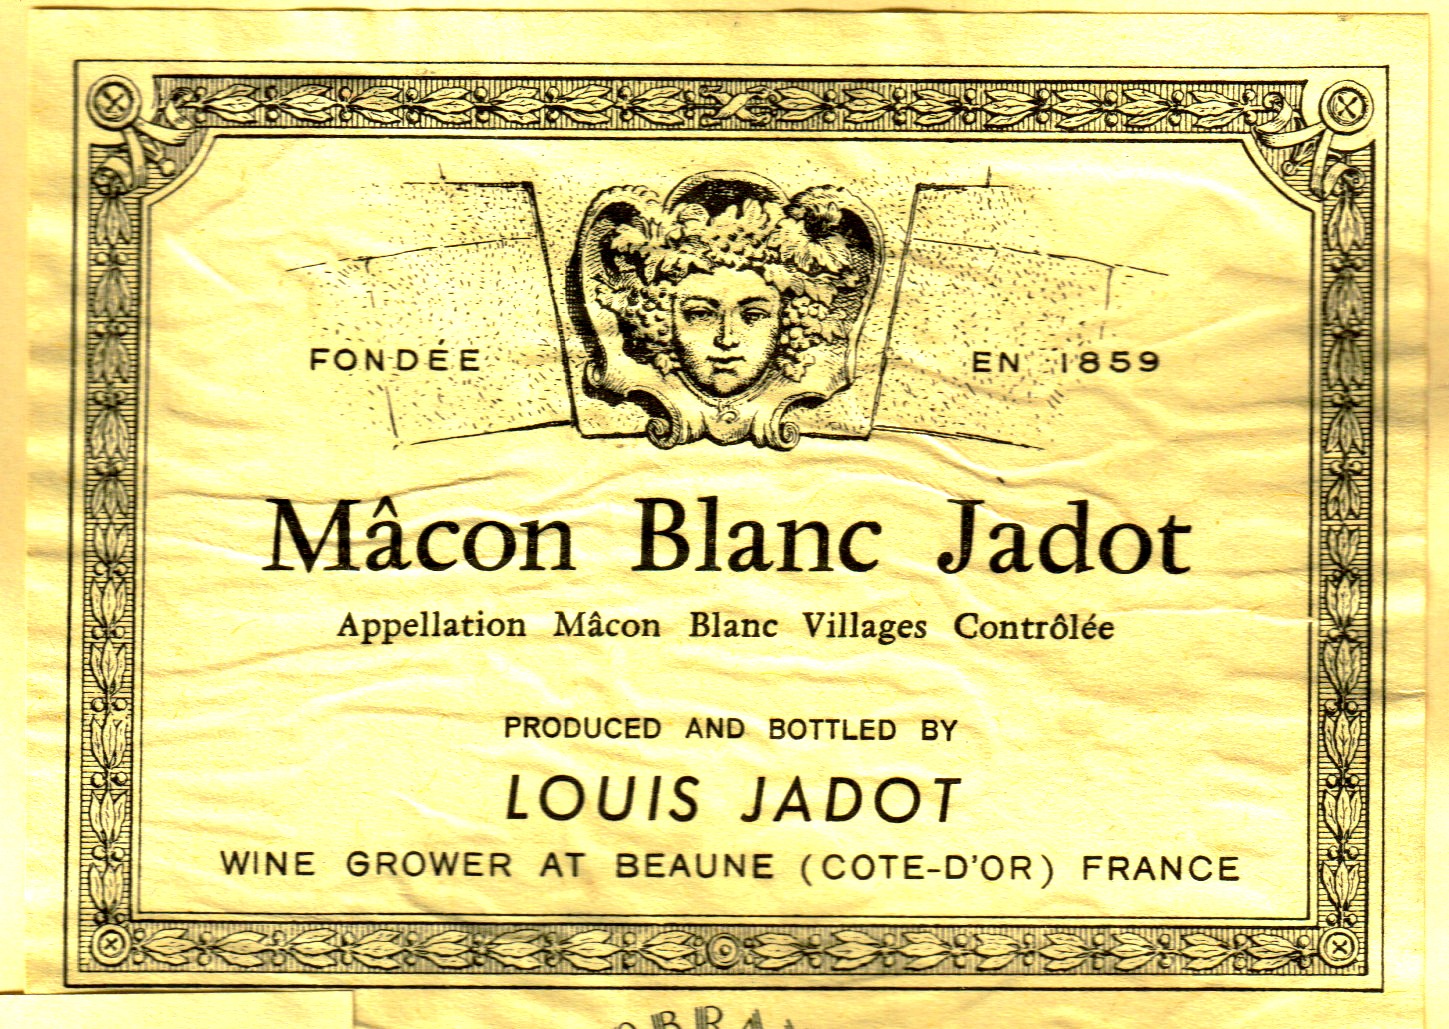 FONDÉE EN 1859
Mâcon Blanc Jadot
Appellation Mâcon Blanc Villages Contrôlée
PRODUCED AND BOTTLED BY
LOUIS JADOT
WINE GROWER AT BEAUNE (COTE-D'OR) FRANCE